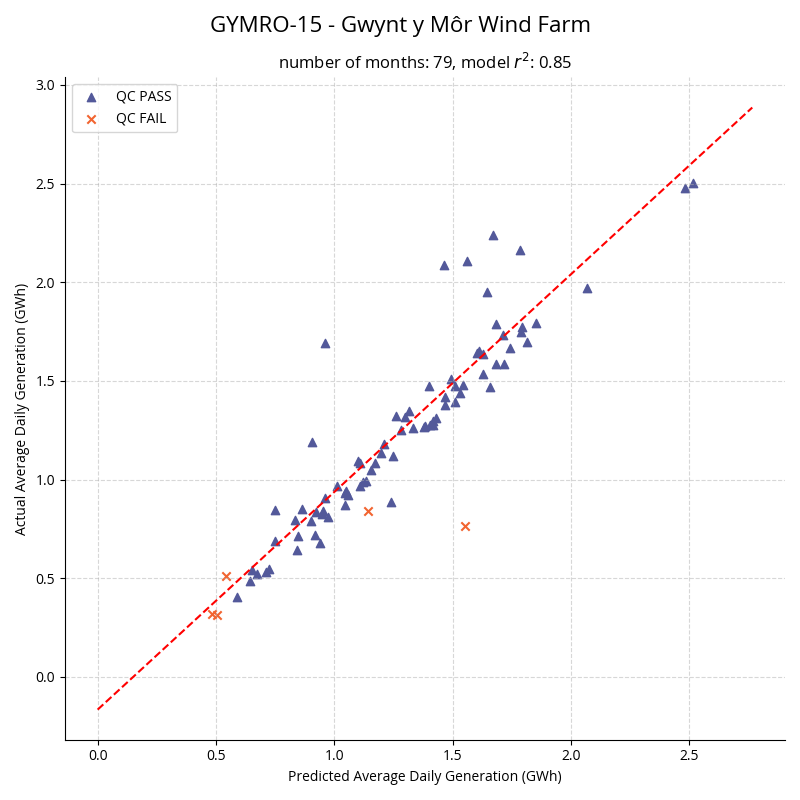 GYMRO-15 - Gwynt y Môr Wind Farm
number of months: 79, model r²: 0.85
QC PASS
QC FAIL
3.0
2.5
2.0
1.5
1.0
0.5
0.0
Actual Average Daily Generation (GWh)
0.0 0.5 1.0 1.5 2.0 2.5
Predicted Average Daily Generation (GWh)